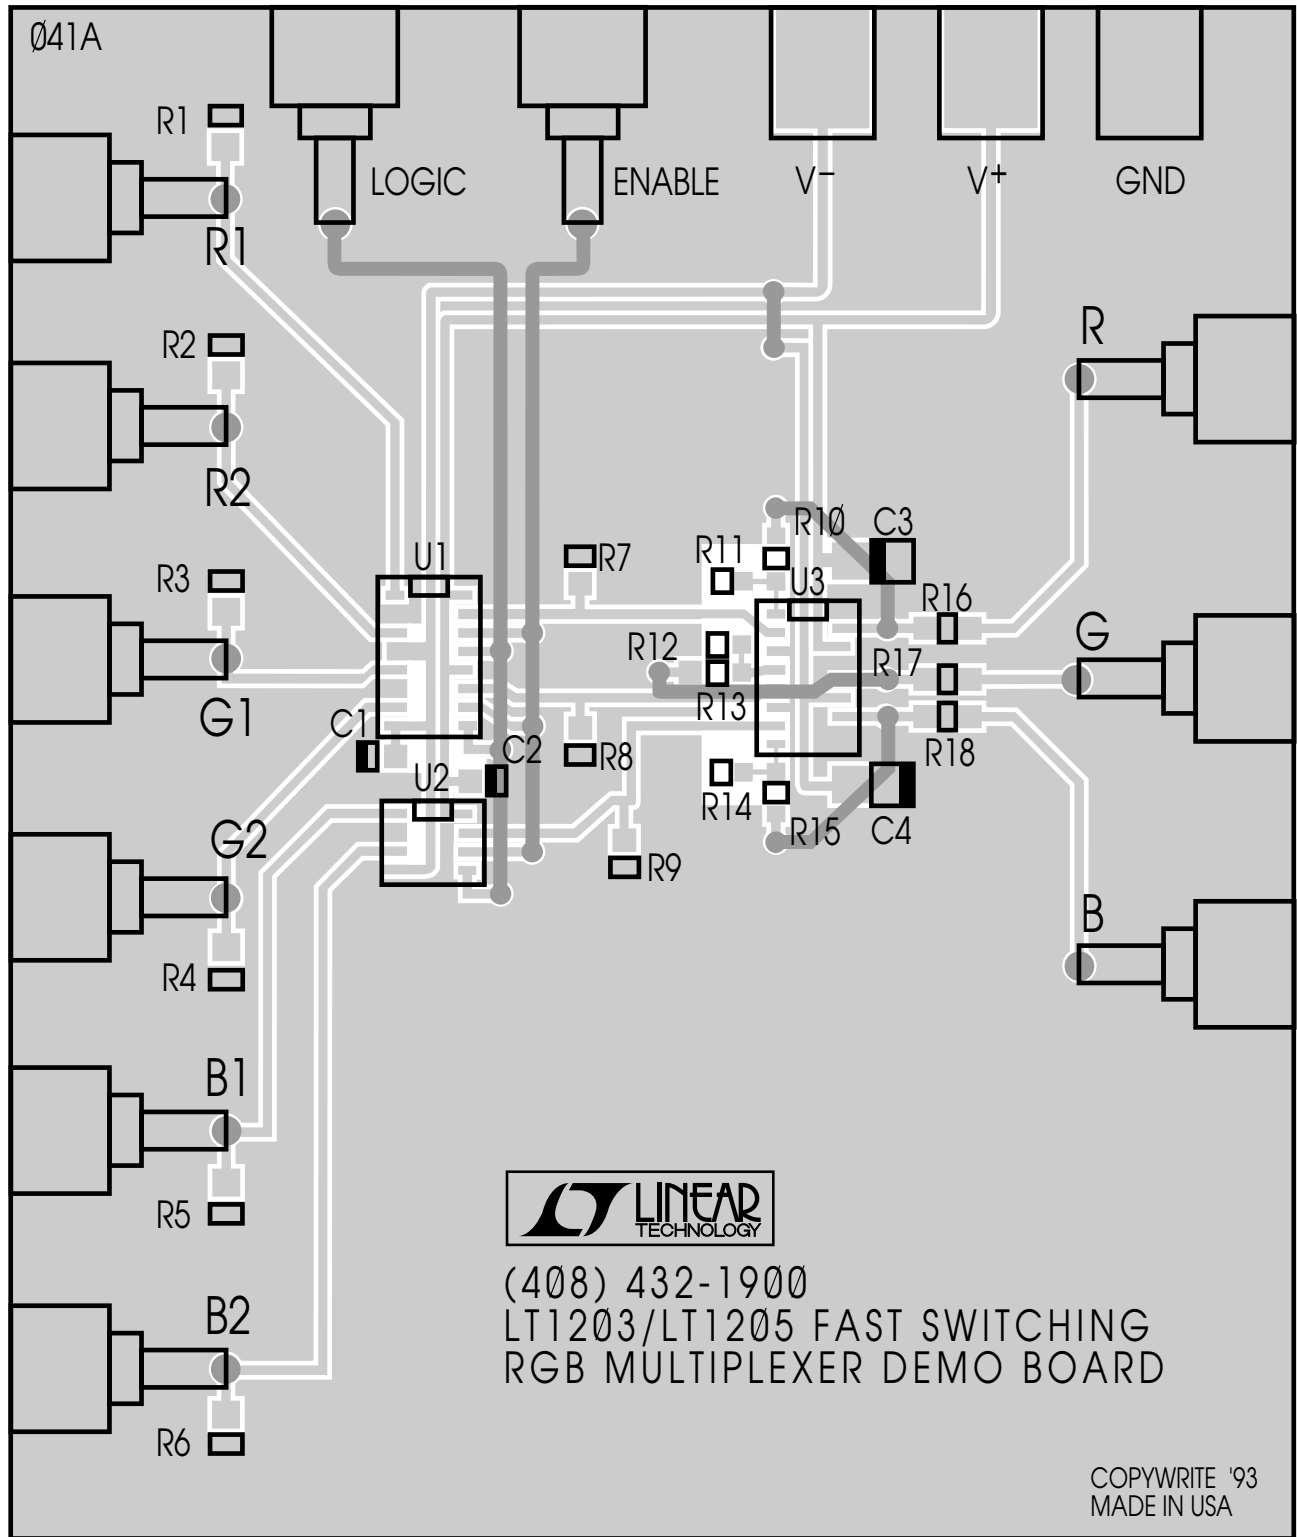 Ø41A
R1
LOGIC
ENABLE
V−
V+
GND
R1
R2
R
R2
R3
U1
R7
R11
R1Ø
C3
U3
R16
G1
R12
R17
G
C1
C2
R13
R18
U2
R8
R14
R15
C4
G2
R9
B
R4
B1
R5
LINEAR
TECHNOLOGY
(4Ø8) 432-19ØØ
B2
LT12Ø3/LT12Ø5 FAST SWITCHING
RGB MULTIPLEXER DEMO BOARD
R6
COPYWRITE '93
MADE IN USA